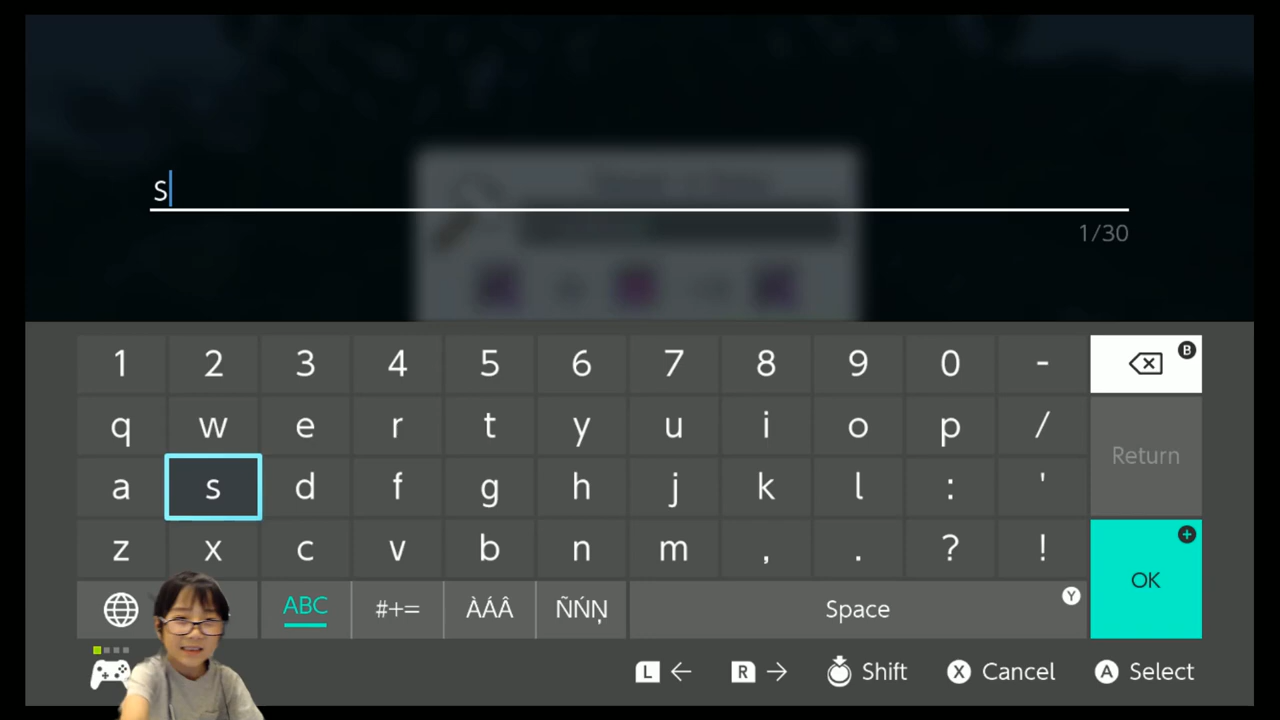 S
1/30
1 2 3 4 5 6 7 8 9 0 - B
q w e r t y u i o p /
Return
a s d f g h j k l : '
z x c v b n m , . ? ! + OK
ABC #+= ÀÁÂ ÑŃŅ Space Y
L ← R → Shift X Cancel A Select